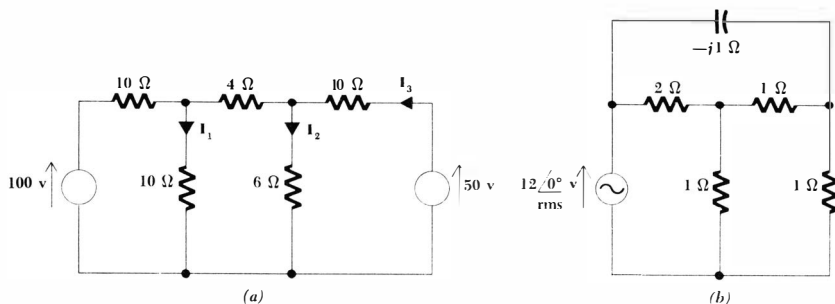 10 Ω 4 Ω 10 Ω I₃
I₁ I₂
100 v 10 Ω 6 Ω 50 v
(a)
−j1 Ω
2 Ω 1 Ω
12∠0° v 1 Ω 1 Ω
rms
(b)